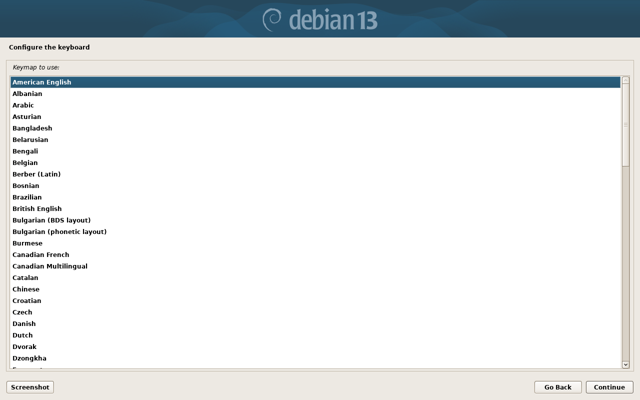 debian 13
Configure the keyboard
Keymap to use:
American English
Albanian
Arabic
Asturian
Bangladesh
Belarusian
Bengali
Belgian
Berber (Latin)
Bosnian
Brazilian
British English
Bulgarian (BDS layout)
Bulgarian (phonetic layout)
Burmese
Canadian French
Canadian Multilingual
Catalan
Chinese
Croatian
Czech
Danish
Dutch
Dvorak
Dzongkha
Screenshot
Go Back
Continue